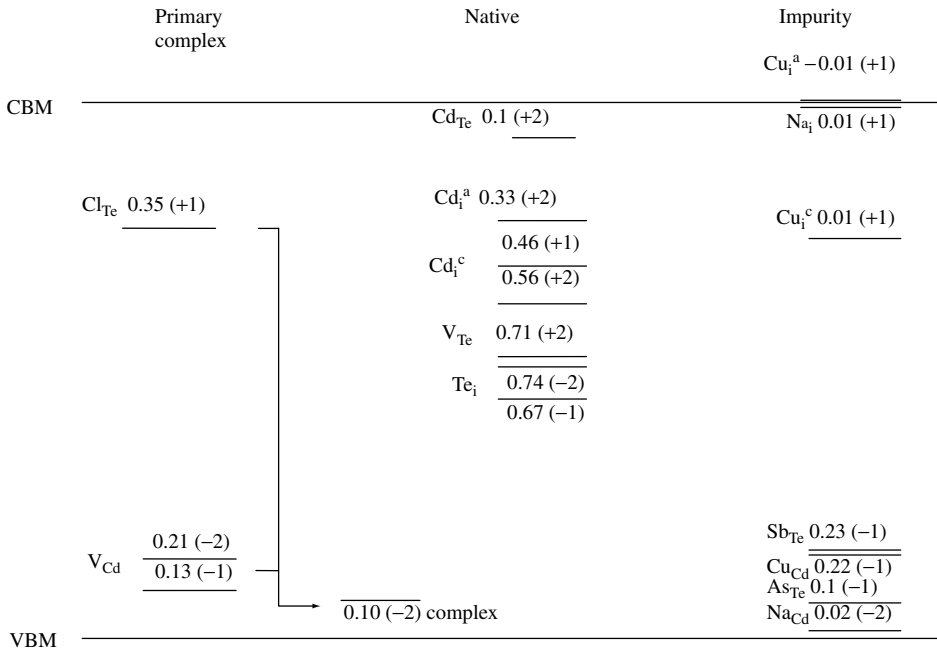 Primary complex
Native
Impurity
Cu_i^a −0.01 (+1)
CBM
Cd_Te 0.1 (+2)
Na_i 0.01 (+1)
Cl_Te 0.35 (+1)
Cd_i^a 0.33 (+2)
Cu_i^c 0.01 (+1)
0.46 (+1)
Cd_i^c
0.56 (+2)
V_Te 0.71 (+2)
Te_i
0.74 (−2)
0.67 (−1)
V_Cd
0.21 (−2)
0.13 (−1)
0.10 (−2) complex
Sb_Te 0.23 (−1)
Cu_Cd 0.22 (−1)
As_Te 0.1 (−1)
Na_Cd 0.02 (−2)
VBM